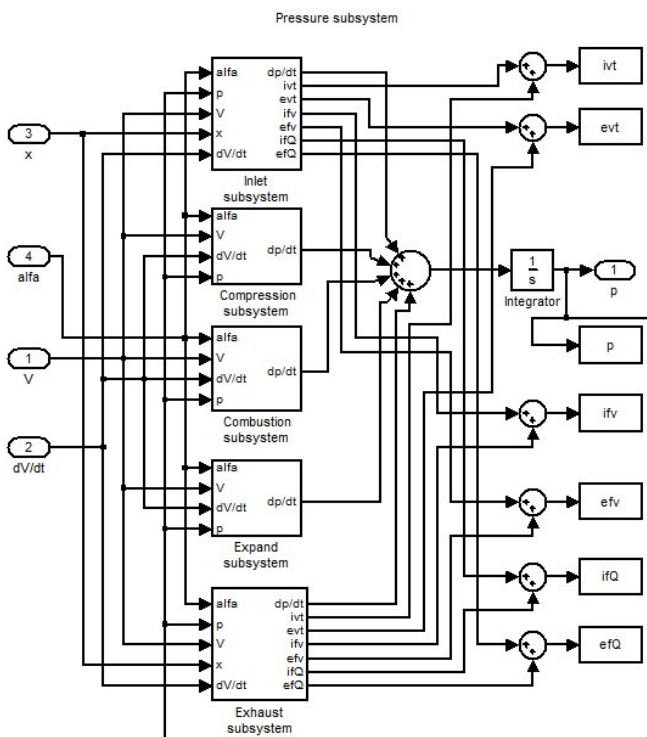 Pressure subsystem
alfa
p
V
x
dV/dt
dp/dt
ivt
evt
ifv
efv
ifQ
efQ
Inlet
subsystem
3
x
4
alfa
1
V
2
dV/dt
alfa
V
dV/dt
p
dp/dt
Compression
subsystem
alfa
V
dV/dt
p
dp/dt
Combustion
subsystem
alfa
V
dV/dt
p
dp/dt
Expand
subsystem
alfa
p
V
x
dV/dt
dp/dt
ivt
evt
ifv
efv
ifQ
efQ
Exhaust
subsystem
1
s
Integrator
1
p
ivt
evt
p
ifv
efv
ifQ
efQ